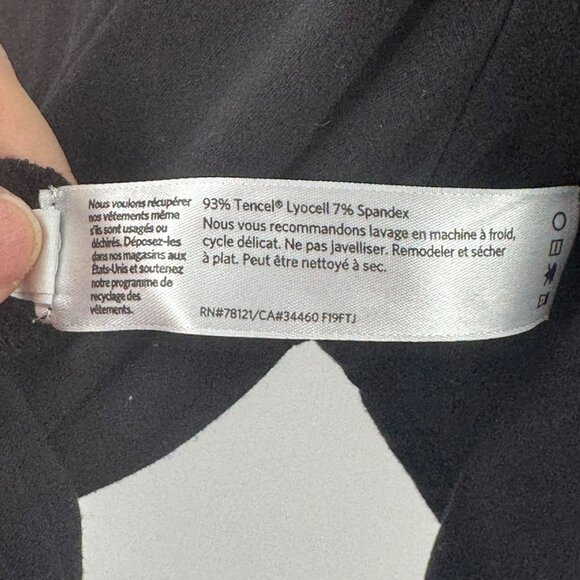 Nous voulons récupérer
nos vêtements même
s'ils sont usagés ou
déchirés. Déposez-les
dans nos magasins aux
États-Unis et soutenez
notre programme de
recyclage des
vêtements.
93% Tencel® Lyocell 7% Spandex
Nous vous recommandons lavage en machine à froid,
cycle délicat. Ne pas javelliser. Remodeler et sécher
à plat. Peut être nettoyé à sec.
RN#78121/CA#34460 F19FTJ